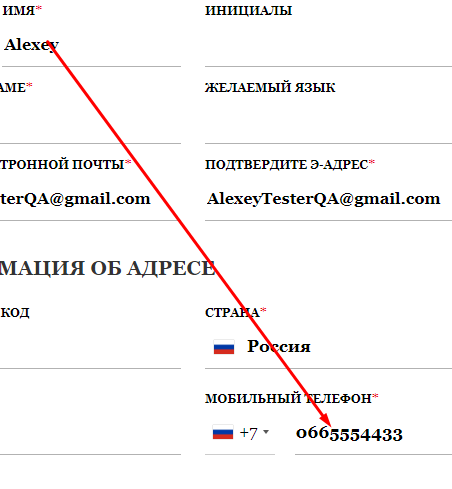 ИМЯ*
ИНИЦИАЛЫ
Alexey
АМЕ*
ЖЕЛАЕМЫЙ ЯЗЫК
ТРОННОЙ ПОЧТЫ*
ПОДТВЕРДИТЕ Э-АДРЕС*
sterQA@gmail.com
AlexeyTesterQA@gmail.com
МАЦИЯ ОБ АДРЕСЕ
КОД
СТРАНА*
Россия
МОБИЛЬНЫЙ ТЕЛЕФОН*
+7
0665554433